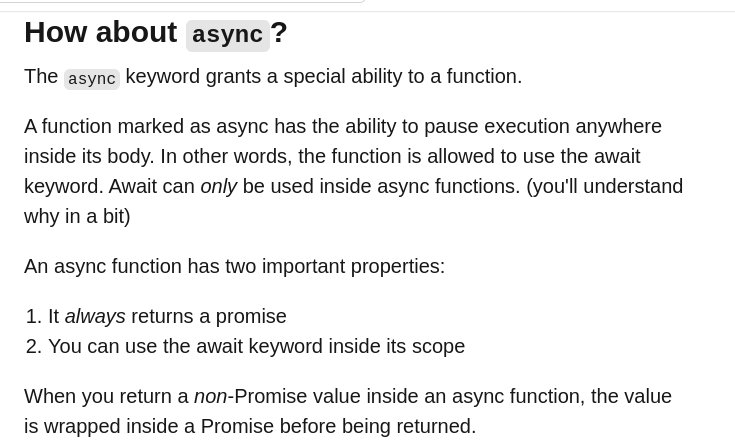 How about async?
The async keyword grants a special ability to a function.
A function marked as async has the ability to pause execution anywhere
inside its body. In other words, the function is allowed to use the await
keyword. Await can only be used inside async functions. (you'll understand
why in a bit)
An async function has two important properties:
1. It always returns a promise
2. You can use the await keyword inside its scope
When you return a non-Promise value inside an async function, the value
is wrapped inside a Promise before being returned.